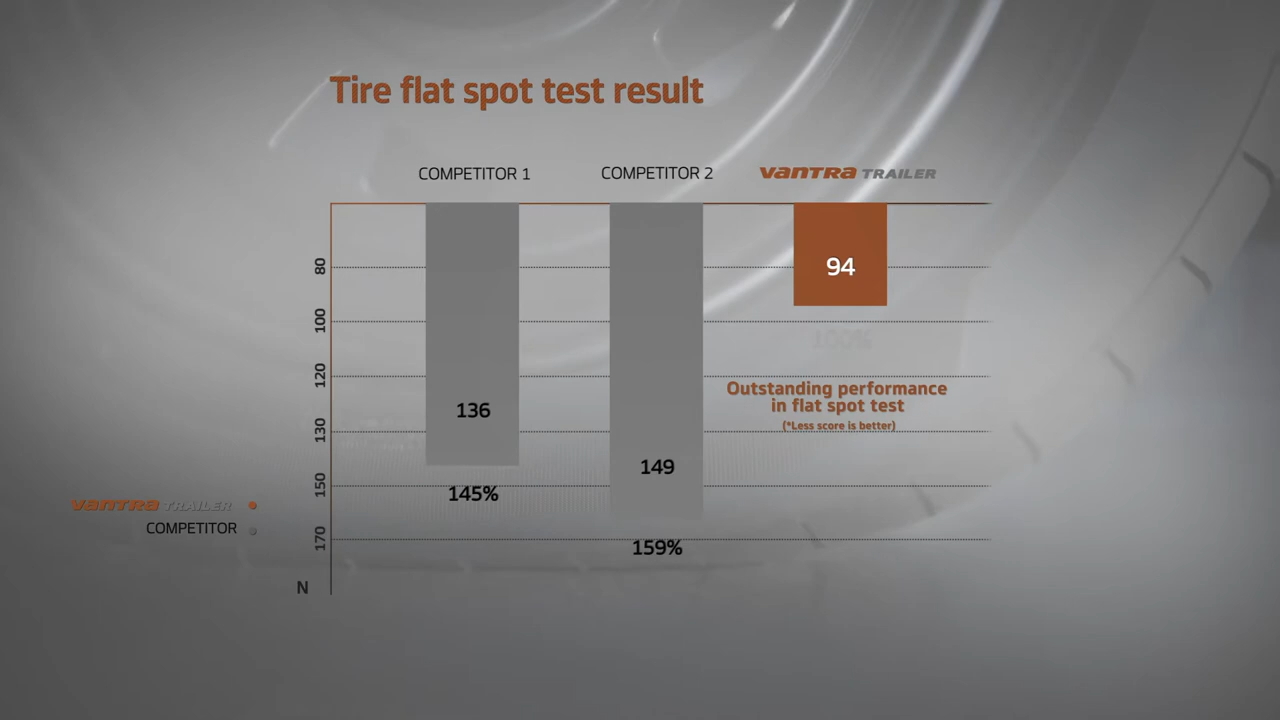 Tire flat spot test result
COMPETITOR 1
COMPETITOR 2
VANTRA TRAILER
80
100
120
130
150
170
N
94
136
149
100%
145%
159%
Outstanding performance
in flat spot test
(*Less score is better)
VANTRA TRAILER
COMPETITOR